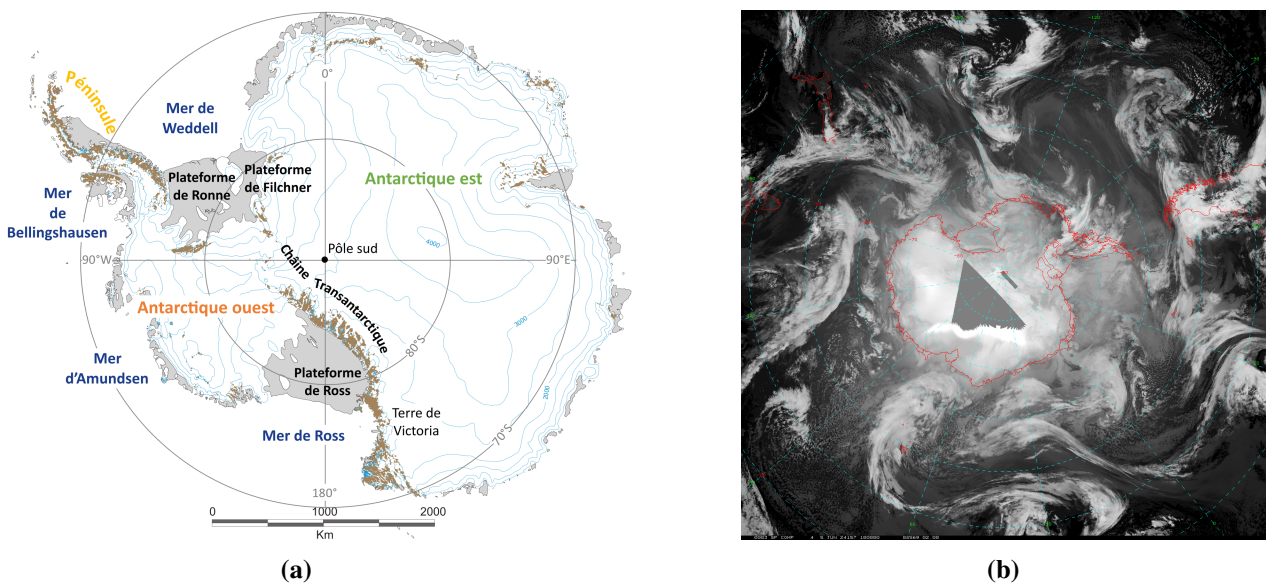 0°
Péninsule
Mer de
Weddell
Plateforme
de Ronne
Plateforme
de Filchner
Antarctique est
Mer
de
Bellingshausen
4000
Pôle sud
90°W
90°E
Chaîne Transantarctique
Antarctique ouest
3000
80°S
Mer
d'Amundsen
Plateforme
de Ross
2000
Terre de
Victoria
Mer de Ross
70°S
180°
0 1000 2000
Km
(a)
(b)